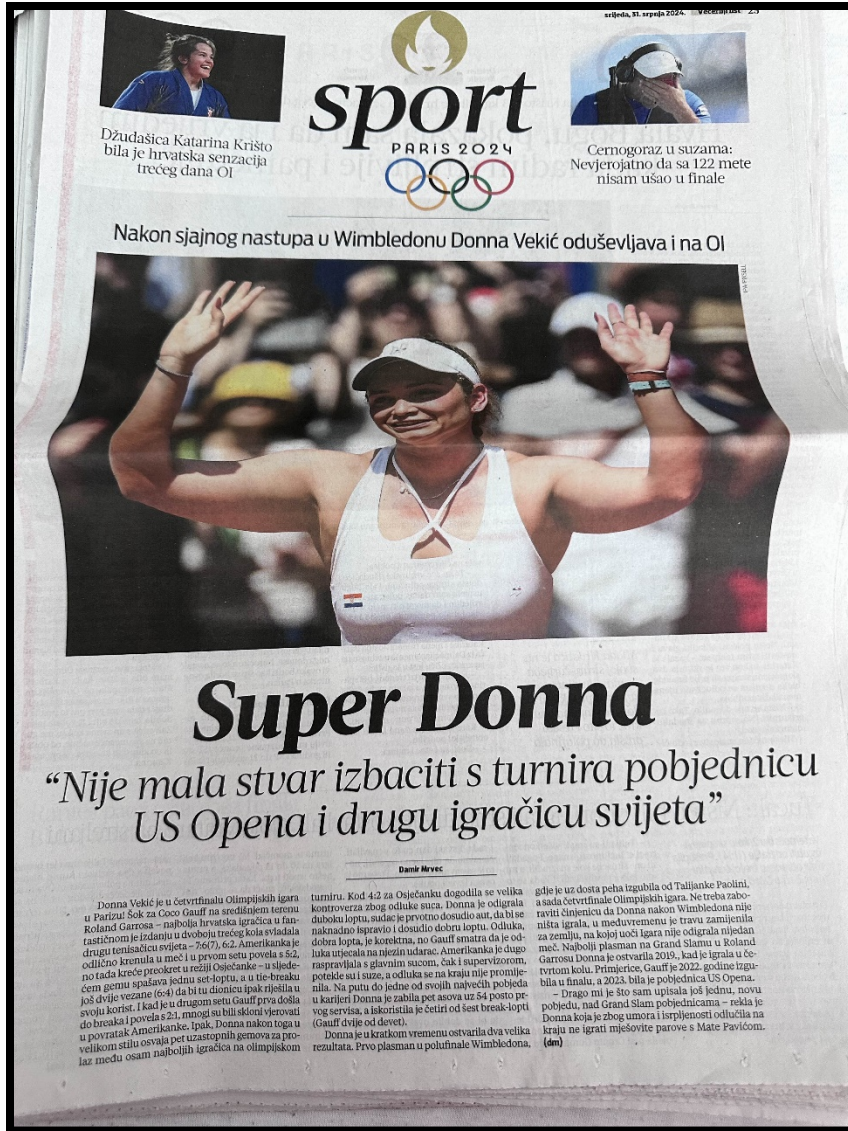 srijeda, 31. srpnja 2024. Večernji list 25
Džudašica Katarina Krišto
bila je hrvatska senzacija
trećeg dana OI
sport
PARIS 2024
Cernogoraz u suzama:
Nevjerojatno da sa 122 mete
nisam ušao u finale
Nakon sjajnog nastupa u Wimbledonu Donna Vekić oduševljava i na OI
Super Donna
“Nije mala stvar izbaciti s turnira pobjednicu
US Opena i drugu igračicu svijeta”
Damir Mrvec
Donna Vekić je u četvrtfinalu Olimpijskih igara
u Parizu! Šok za Coco Gauff na središnjem terenu
Roland Garrosa – najbolja hrvatska igračica u fan-
tastičnom je izdanju u dvoboju trećeg kola svladala
drugu tenisačicu svijeta – 7:6(7), 6:2. Amerikanka je
odlično krenula u meč i u prvom setu povela s 5:2,
no tada kreće preokret u režiji Osječanke – u sljede-
ćem gemu spašava jednu set-loptu, a u tie-breaku
još dvije vezane (6:4) da bi tu dionicu ipak riješila u
svoju korist. I kad je u drugom setu Gauff prva došla
do breaka i povela s 2:1, mnogi su bili skloni vjerovati
u povratak Amerikanke. Ipak, Donna nakon toga u
velikom stilu osvaja pet uzastopnih gemova za pro-
laz među osam najboljih igračica na olimpijskom
turniru. Kod 4:2 za Osječanku dogodila se velika
kontroverza zbog odluke suca. Donna je odigrala
duboku loptu, sudac je prvotno dosudio aut, da bi se
naknadno ispravio i dosudio dobru loptu. Odluka,
dobra lopta, je korektna, no Gauff smatra da je od-
luka utjecala na njezin udarac. Amerikanka je dugo
raspravljala s glavnim sucem, čak i supervizorom,
potekle su i suze, a odluka se na kraju nije promije-
nila. Na putu do jedne od svojih najvećih pobjeda
u karijeri Donna je zabila pet asova uz 54 posto pr-
vog servisa, a iskoristila je četiri od šest break-lopti
(Gauff dvije od devet).
Donna je u kratkom vremenu ostvarila dva velika
rezultata. Prvo plasman u polufinale Wimbledona,
gdje je uz dosta peha izgubila od Talijanke Paolini,
a sada četvrtfinale Olimpijskih igara. Ne treba zabo-
raviti činjenicu da Donna nakon Wimbledona nije
ništa igrala, u međuvremenu je travu zamijenila
za zemlju, na kojoj uoči Igara nije odigrala nijedan
meč. Najbolji plasman na Grand Slamu u Roland
Garrosu Donna je ostvarila 2019., kad je igrala u če-
tvrtom kolu. Primjerice, Gauff je 2022. godine izgu-
bila u finalu, a 2023. bila je pobjednica US Opena.
– Drago mi je što sam upisala još jednu, novu
pobjedu, nad Grand Slam pobjednicama – rekla je
Donna koja je zbog umora i isrpljenosti odlučila na
kraju ne igrati mješovite parove s Mate Pavićom.
(dm)